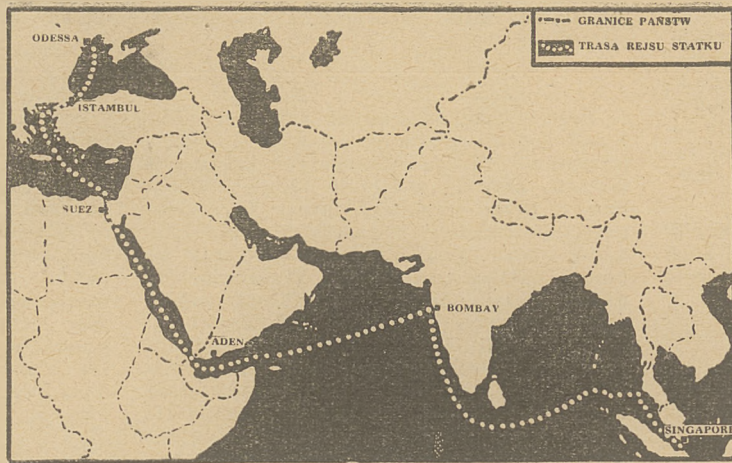 GRANICE PAŃSTW
TRASA REJSU STATKU
ODESSA
ISTAMBUL
SUEZ
ADEN
BOMBAY
SINGAPORE